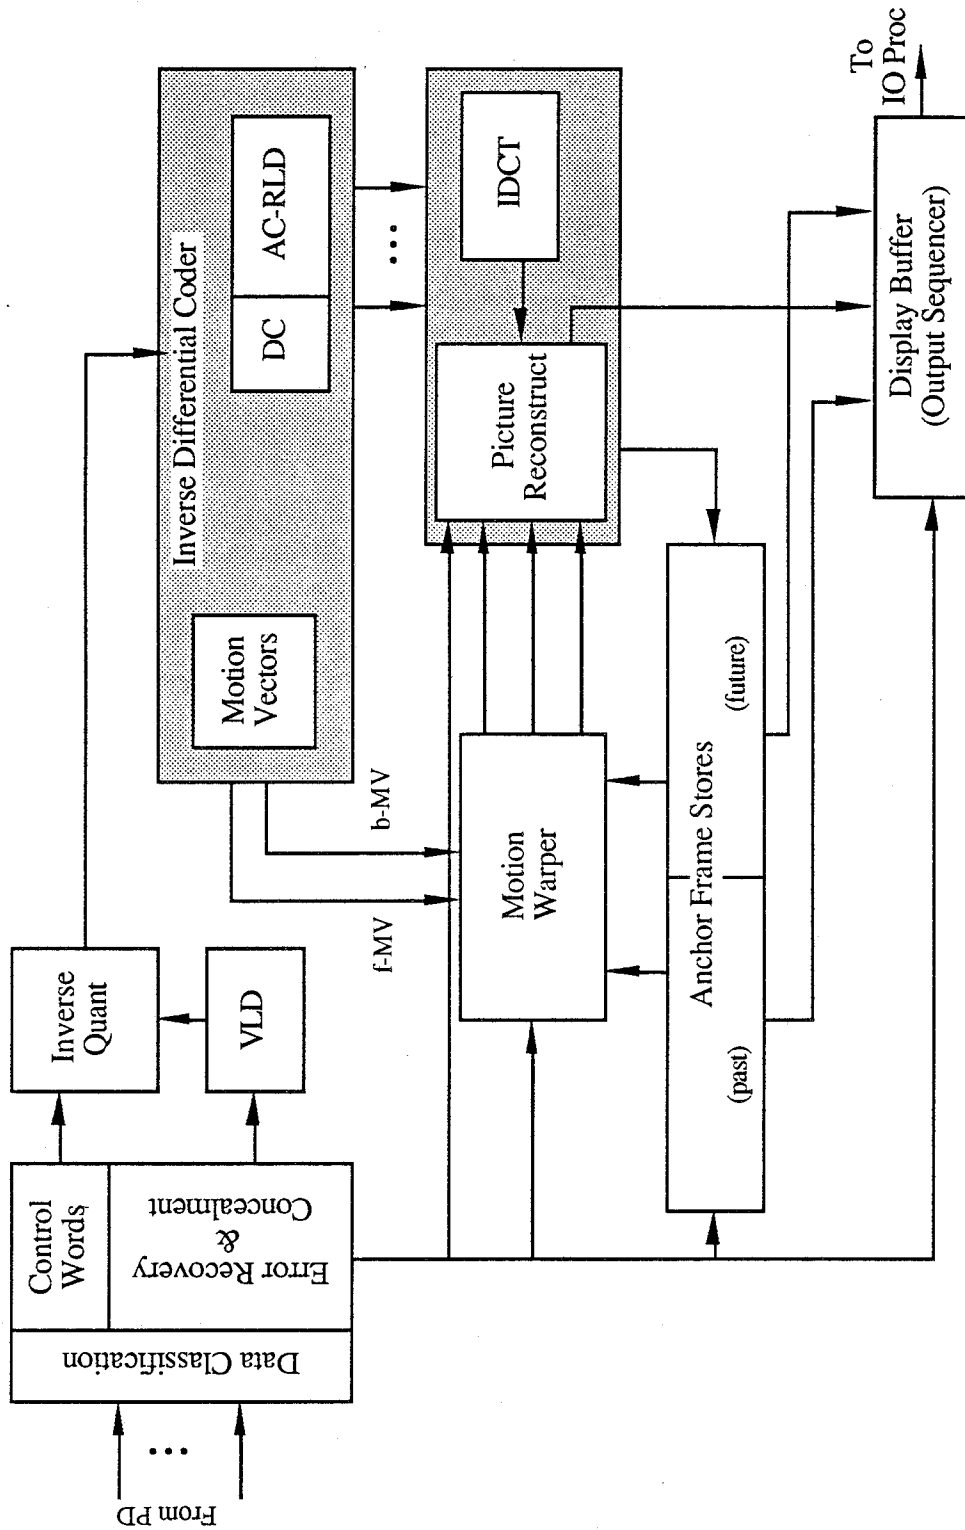 From PD
Data Classification
Control
Words
Error Recovery
&
Concealment
Inverse
Quant
VLD
Inverse Differential Coder
Motion
Vectors
DC
AC-RLD
f-MV
b-MV
Motion
Warper
Picture
Reconstruct
IDCT
Anchor Frame Stores
(past)
(future)
Display Buffer
(Output Sequencer)
To
IO Proc